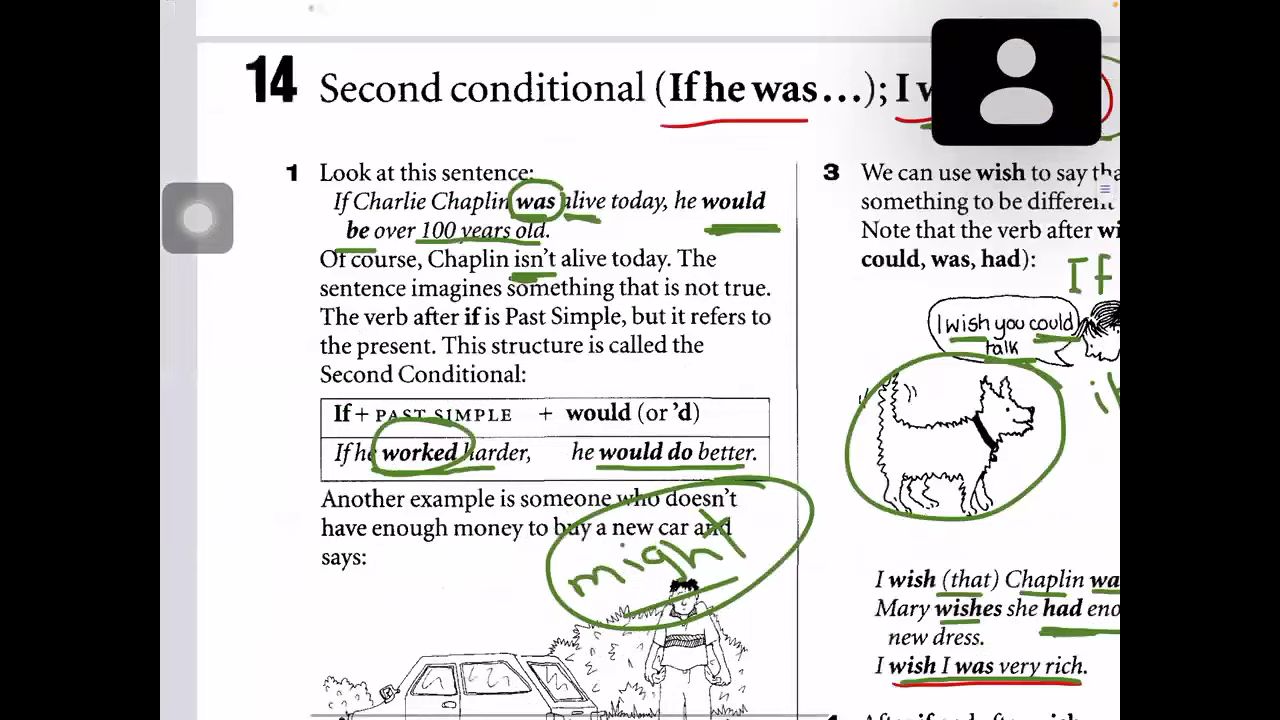 14 Second conditional (If he was…); I
1 Look at this sentence:
If Charlie Chaplin was alive today, he would
be over 100 years old.
Of course, Chaplin isn't alive today. The
sentence imagines something that is not true.
The verb after if is Past Simple, but it refers to
the present. This structure is called the
Second Conditional:
If + PAST SIMPLE + would (or 'd)
If he worked harder, he would do better.
Another example is someone who doesn't
have enough money to buy a new car and
says:
might
3 We can use wish to say
something to be different
Note that the verb after
could, was, had):
If
I wish you could
talk
I wish (that) Chaplin
Mary wishes she had
new dress.
I wish I was very rich.